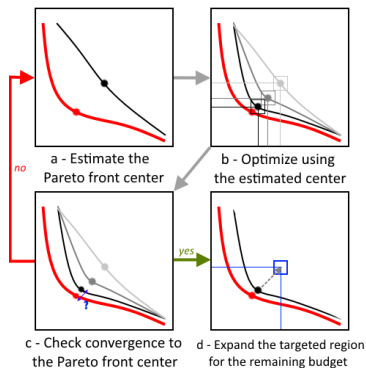 a - Estimate the
Pareto front center
b - Optimize using
the estimated center
no
yes
?
c - Check convergence to
the Pareto front center
d - Expand the targeted region
for the remaining budget